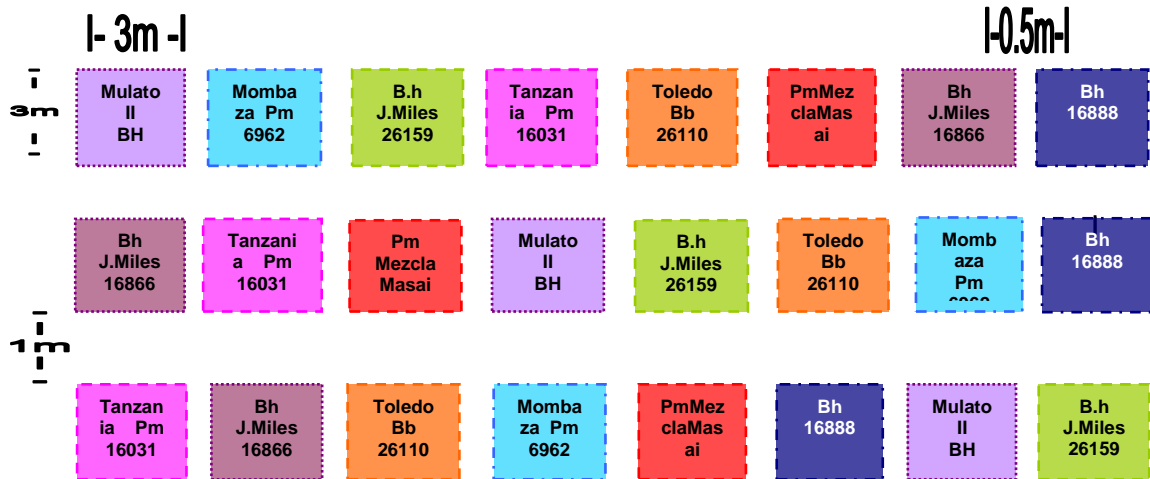 |- 3m -|
|-0.5m-|
|- 3m -|
Mulato
II
BH
Momba
za Pm
6962
B.h
J.Miles
26159
Tanzan
ia Pm
16031
Toledo
Bb
26110
PmMez
claMas
ai
Bh
J.Miles
16866
Bh
16888
Bh
J.Miles
16866
Tanzani
a Pm
16031
Pm
Mezcla
Masai
Mulato
II
BH
B.h
J.Miles
26159
Toledo
Bb
26110
Momb
aza
Pm
6962
Bh
16888
|- 1m -|
Tanzan
ia Pm
16031
Bh
J.Miles
16866
Toledo
Bb
26110
Momba
za Pm
6962
PmMez
claMas
ai
Bh
16888
Mulato
II
BH
B.h
J.Miles
26159